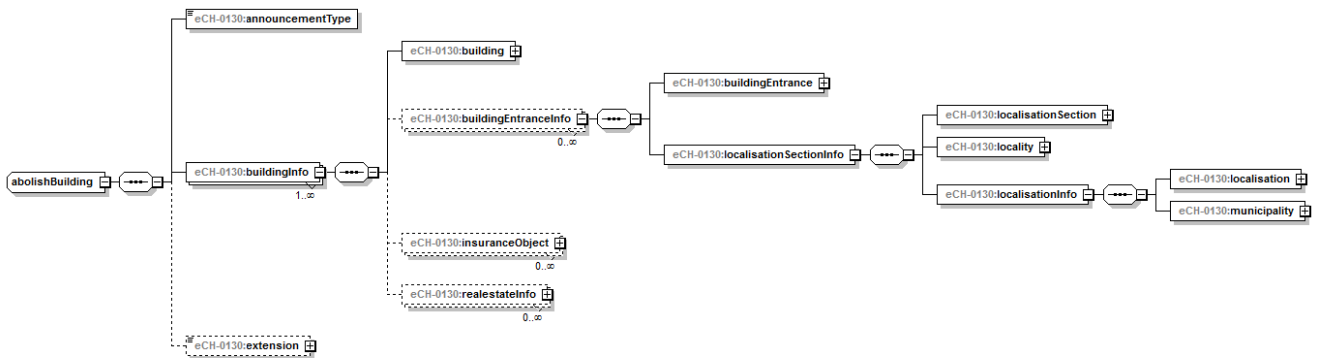 eCH-0130:announcementType
eCH-0130:building
eCH-0130:buildingEntrance
eCH-0130:buildingEntranceInfo
0..∞
eCH-0130:localisationSection
eCH-0130:locality
eCH-0130:localisationSectionInfo
abolishBuilding
eCH-0130:buildingInfo
1..∞
eCH-0130:localisation
eCH-0130:localisationInfo
eCH-0130:municipality
eCH-0130:insuranceObject
0..∞
eCH-0130:realestateInfo
0..∞
eCH-0130:extension